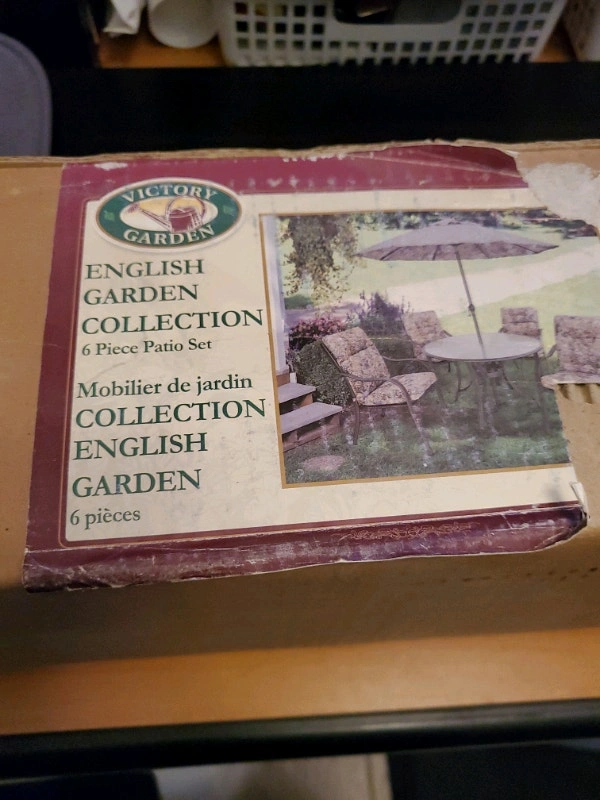 VICTORY
GARDEN
ENGLISH
GARDEN
COLLECTION
6 Piece Patio Set
Mobilier de jardin
COLLECTION
ENGLISH
GARDEN
6 pièces